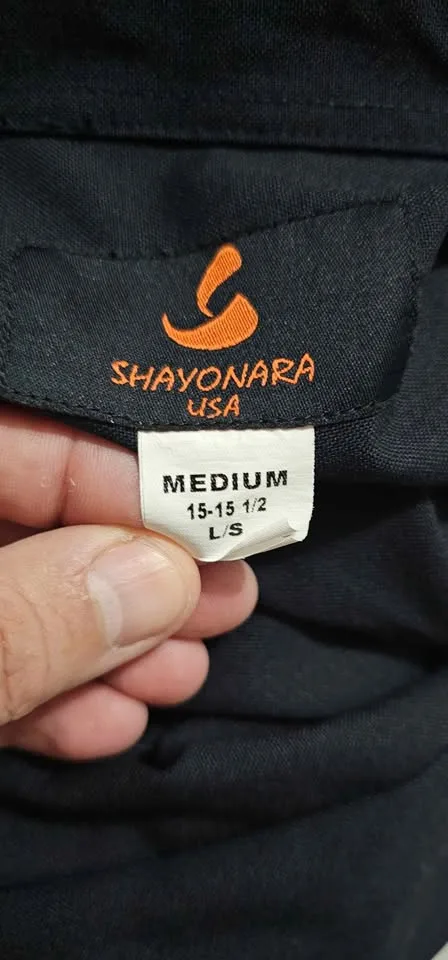 SHAYONARA
USA
MEDIUM
15-15 1/2
L/S